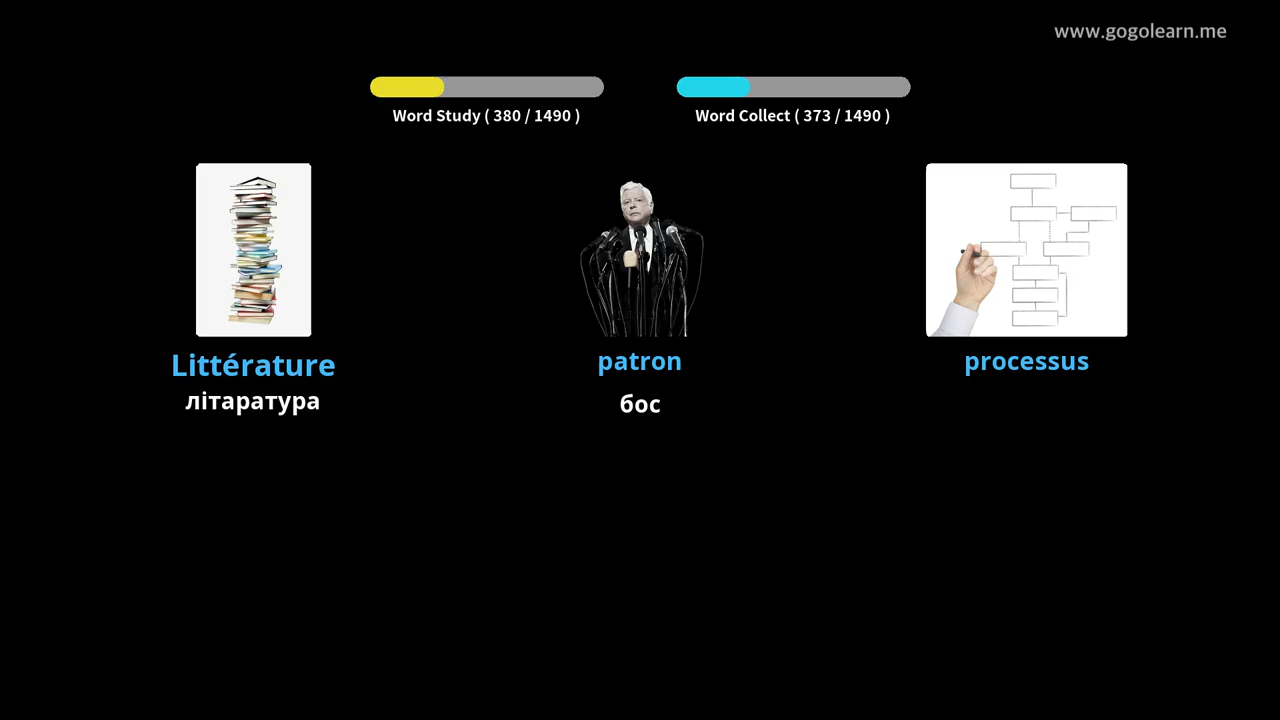 www.gogolearn.me
Word Study ( 380 / 1490 )
Word Collect ( 373 / 1490 )
Littérature
літаратура
patron
бос
processus